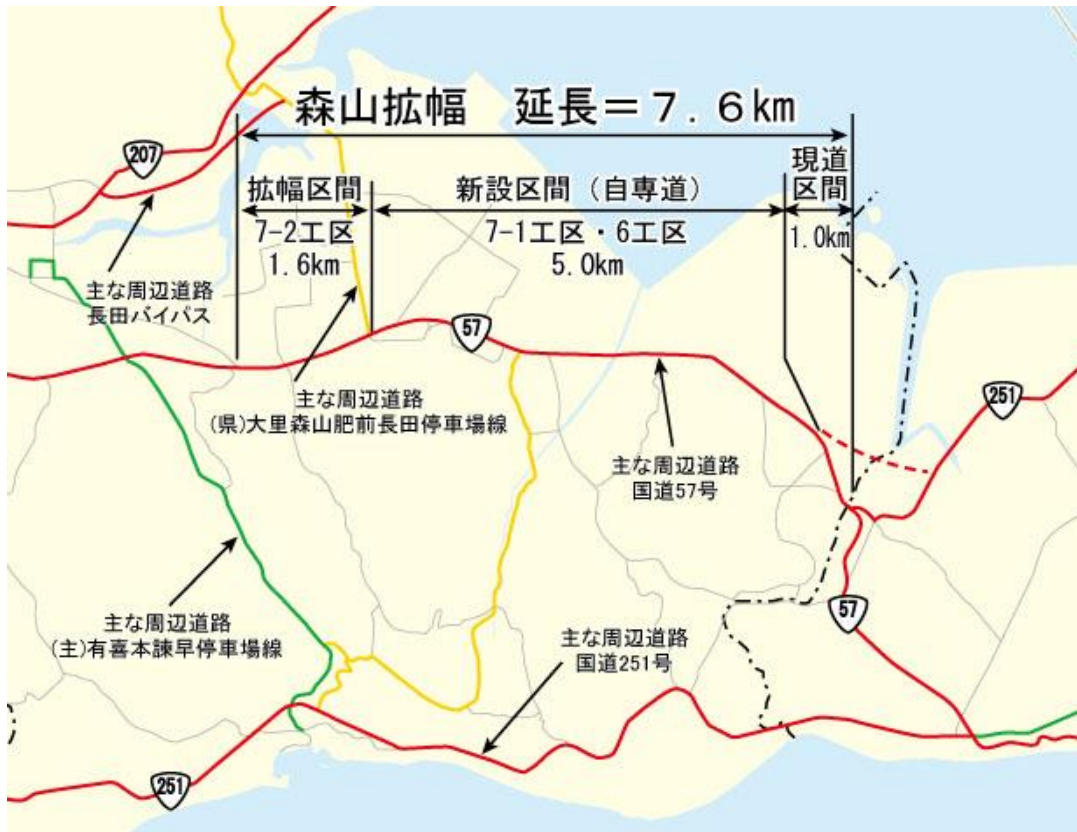 森山拡幅 延長=7.6km
207
拡幅区間
7-2工区
1.6km
新設区間(自専道)
7-1工区・6工区
5.0km
現道
区間
1.0km
主な周辺道路
長田バイパス
57
主な周辺道路
(県)大里森山肥前長田停車場線
251
主な周辺道路
国道57号
57
主な周辺道路
(主)有喜本諫早停車場線
主な周辺道路
国道251号
251